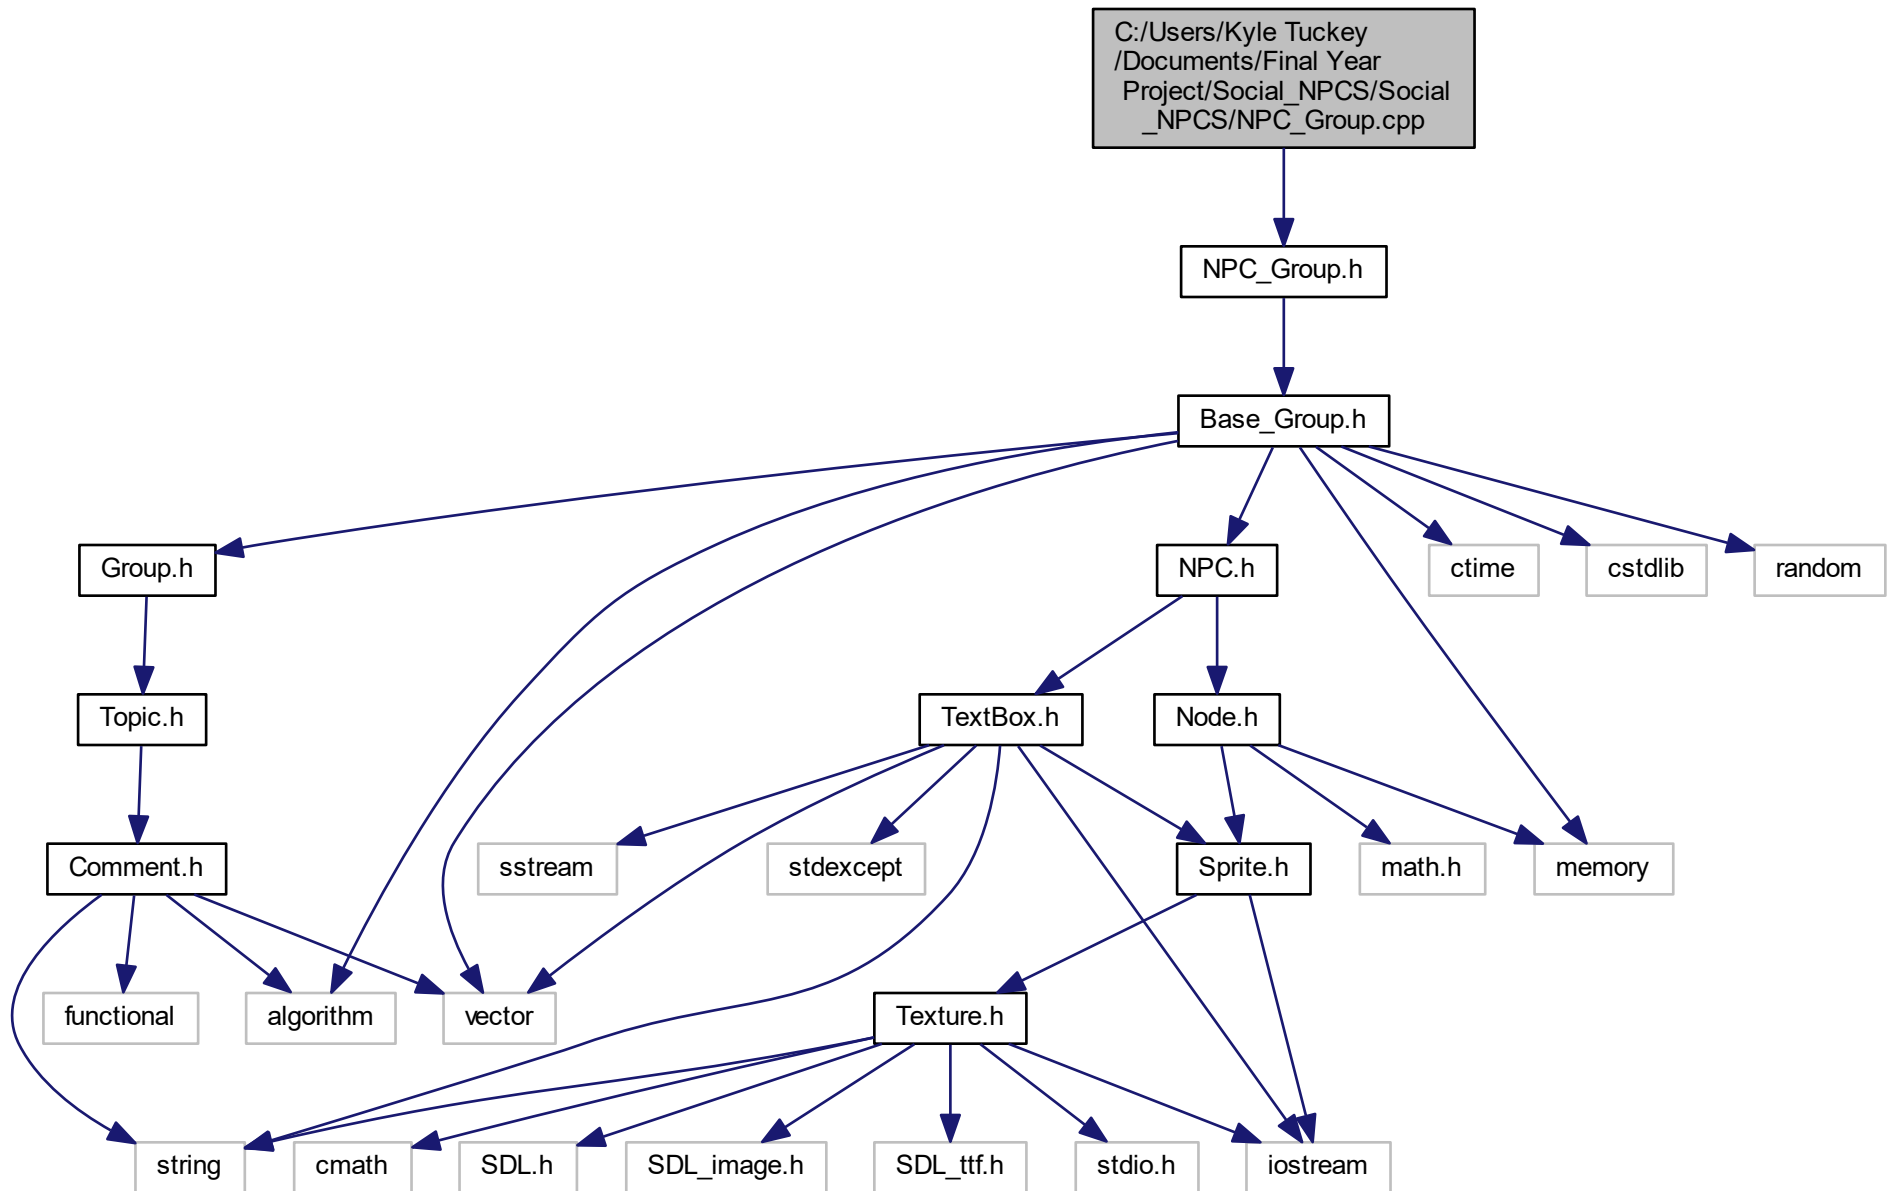 C:/Users/Kyle Tuckey
/Documents/Final Year
Project/Social_NPCS/Social
_NPCS/NPC_Group.cpp
NPC_Group.h
Base_Group.h
Group.h
NPC.h
ctime
cstdlib
random
Topic.h
TextBox.h
Node.h
Comment.h
sstream
stdexcept
Sprite.h
math.h
memory
functional
algorithm
vector
Texture.h
string
cmath
SDL.h
SDL_image.h
SDL_ttf.h
stdio.h
iostream